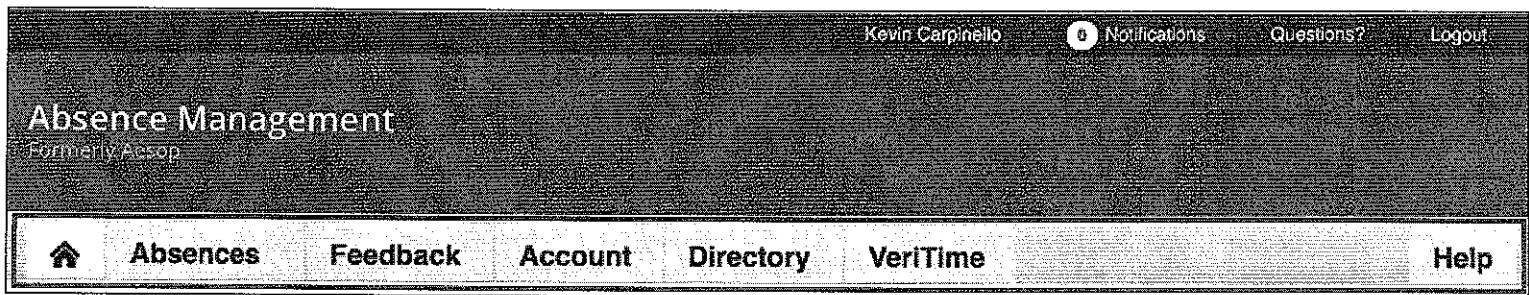 Kevin Carpinello 0 Notifications Questions? Logout
Absence Management
Formerly Aesop
Absences Feedback Account Directory VeriTime Help